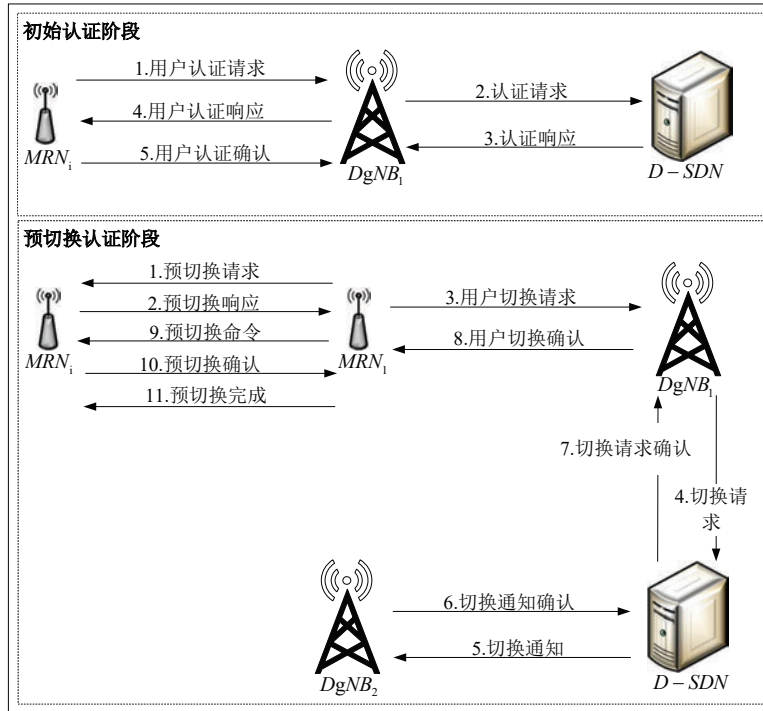 初始认证阶段
1.用户认证请求
2.认证请求
4.用户认证响应
3.认证响应
5.用户认证确认
MRNi
DgNB1
D-SDN
预切换认证阶段
1.预切换请求
2.预切换响应
3.用户切换请求
9.预切换命令
8.用户切换确认
MRNi
10.预切换确认
MRN1
DgNB1
11.预切换完成
7.切换请求确认
4.切换请
求
6.切换通知确认
5.切换通知
DgNB2
D-SDN